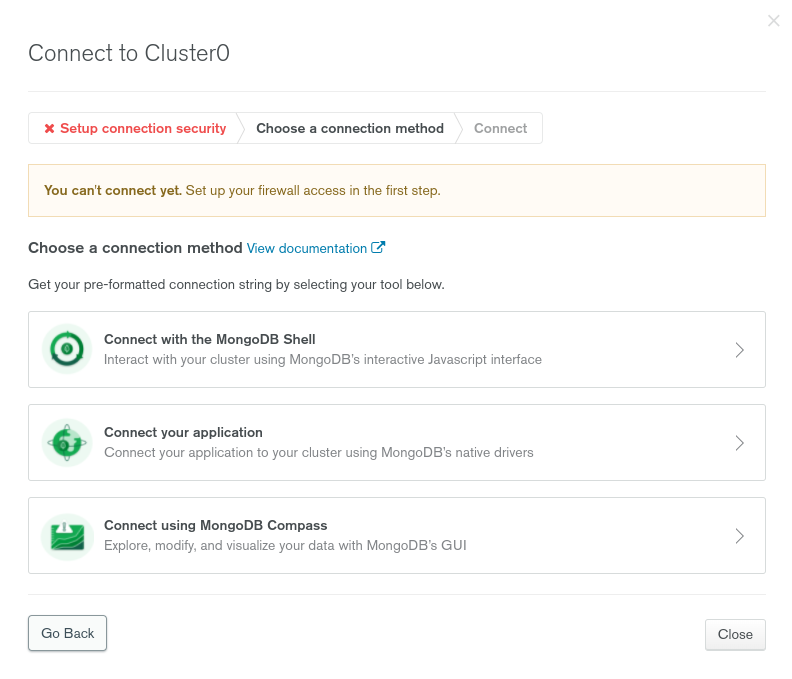 Connect to Cluster0
Setup connection security
Choose a connection method
Connect
You can't connect yet. Set up your firewall access in the first step.
Choose a connection method View documentation
Get your pre-formatted connection string by selecting your tool below.
Connect with the MongoDB Shell
Interact with your cluster using MongoDB's interactive Javascript interface
Connect your application
Connect your application to your cluster using MongoDB's native drivers
Connect using MongoDB Compass
Explore, modify, and visualize your data with MongoDB's GUI
Go Back
Close